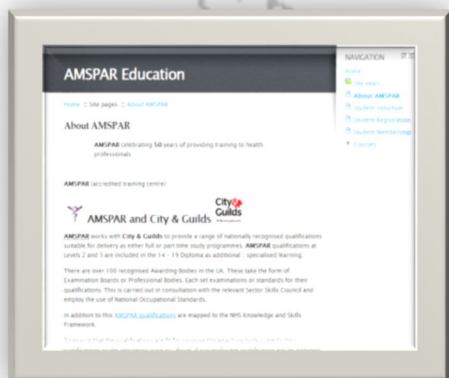 AMSPAR Education
NAVIGATION
Home
Site news
About AMSPAR
Student Induction
Student Registration
Student Membership
Courses
Home Site pages About AMSPAR
About AMSPAR
AMSPAR celebrating 50 years of providing training to health
professionals
AMSPAR (accredited training centre)
City&
Guilds
AMSPAR and City & Guilds
AMSPAR works with City & Guilds to provide a range of nationally recognised qualifications
suitable for delivery as either full or part time study programmes. AMSPAR qualifications at
Levels 2 and 3 are included in the 14 - 19 Diploma as additional : specialised learning.
There are over 100 recognised Awarding Bodies in the UK. These take the form of
Examination Boards or Professional Bodies. Each set examinations or standards for their
qualifications. This is carried out in consultation with the relevant Sector Skills Council and
employ the use of National Occupational Standards.
In addition to this AMSPAR qualifications are mapped to the NHS Knowledge and Skills
Framework.